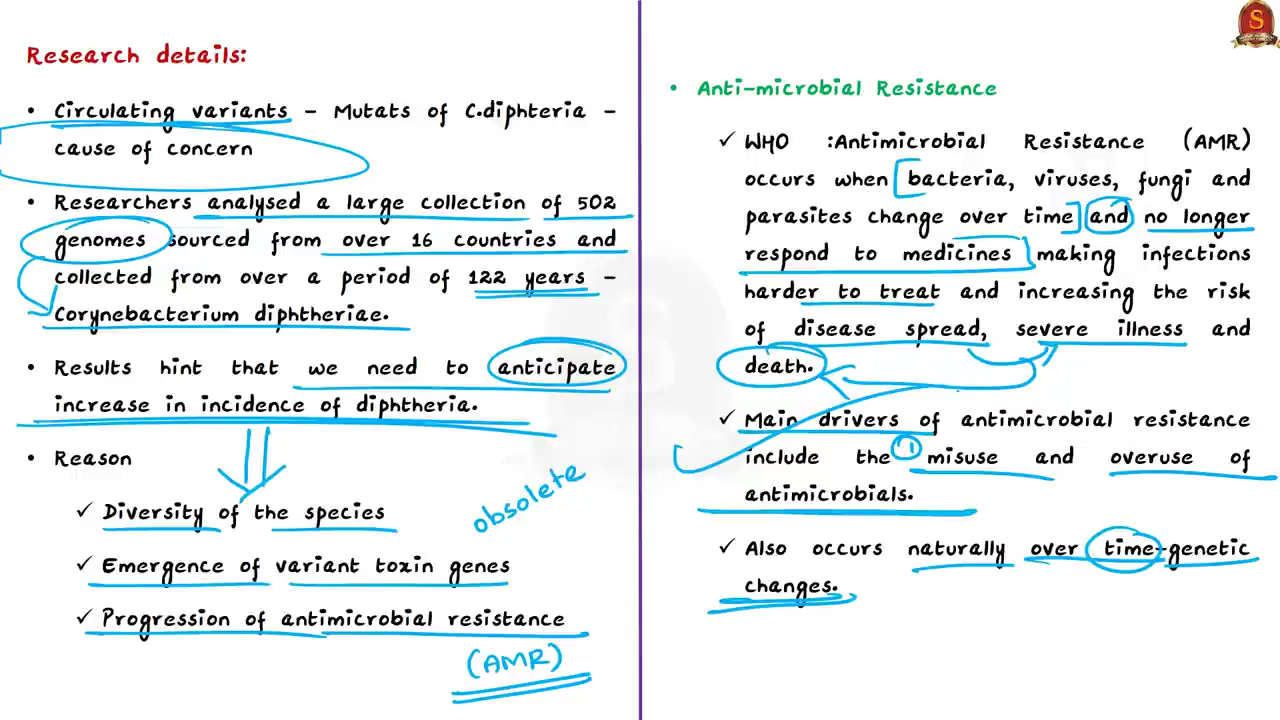 Research details:
• Circulating variants – Mutats of C.diphteria –
cause of concern
• Researchers analysed a large collection of 502
genomes sourced from over 16 countries and
collected from over a period of 122 years –
Corynebacterium diphtheriae.
• Results hint that we need to anticipate
increase in incidence of diphtheria.
• Reason
✓ Diversity of the species
obsolete
✓ Emergence of variant toxin genes
✓ Progression of antimicrobial resistance
(AMR)
S
• Anti-microbial Resistance
✓ WHO :Antimicrobial Resistance (AMR)
occurs when [bacteria, viruses, fungi and
parasites change over time] and no longer
respond to medicines] making infections
harder to treat and increasing the risk
of disease spread, severe illness and
death.
✓ Main drivers of antimicrobial resistance
include the 1 misuse and overuse of
antimicrobials.
✓ Also occurs naturally over time-genetic
changes.